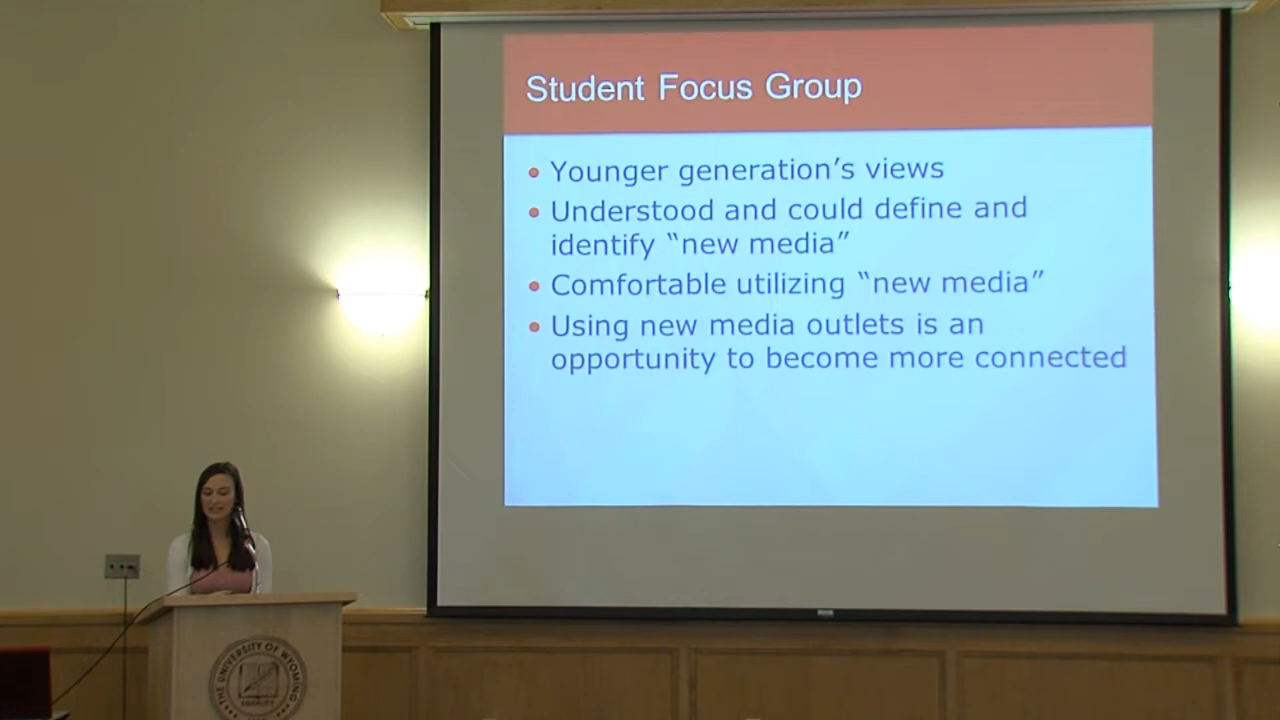 Student Focus Group
• Younger generation's views
• Understood and could define and
identify “new media”
• Comfortable utilizing “new media”
• Using new media outlets is an
opportunity to become more connected
THE UNIVERSITY OF WYOMING
EQUALITY